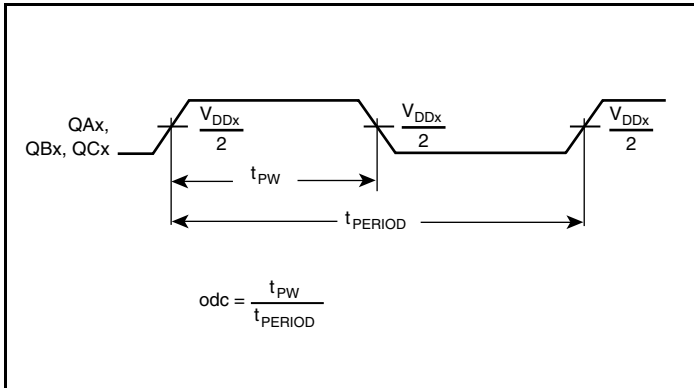 QAx,
QBx, QCx
VDDx
2
VDDx
2
VDDx
2
tPW
tPERIOD
odc = tPW
tPERIOD